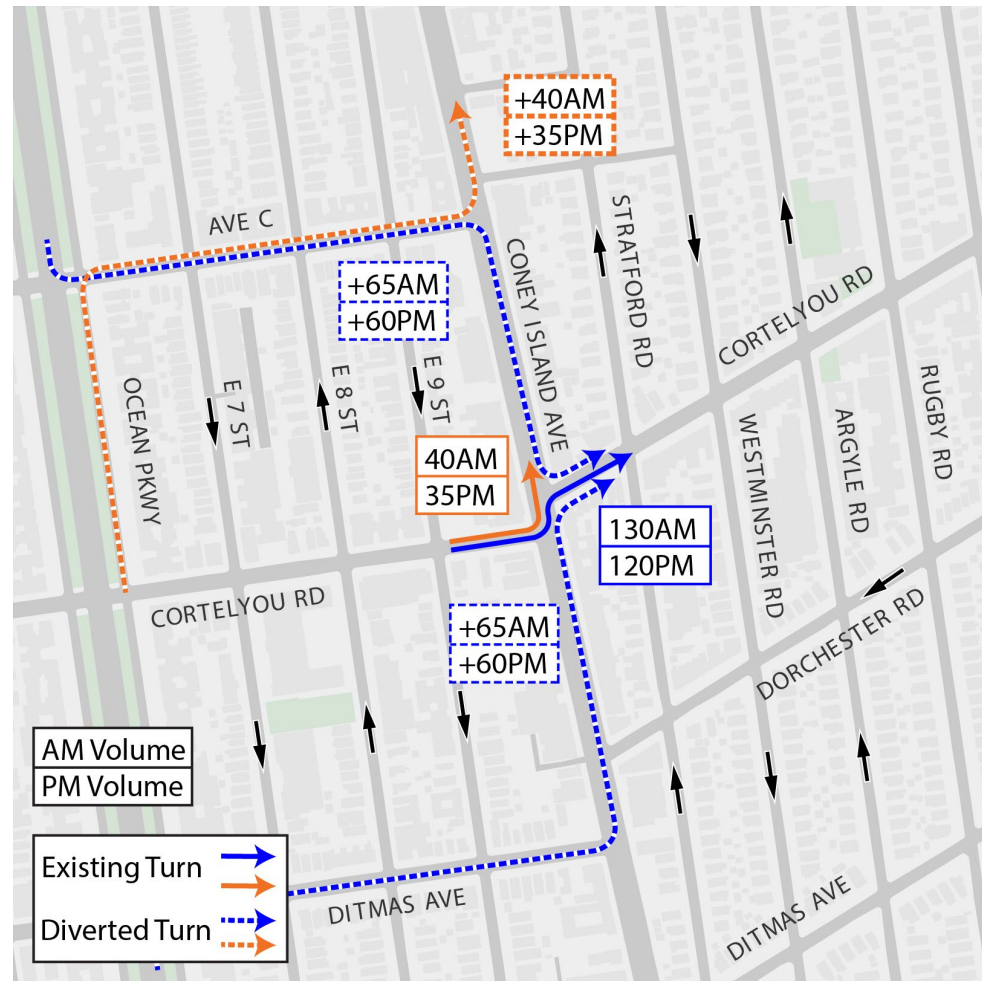 +40AM
+35PM
AVE C
STRATFORD RD
CONEY ISLAND AVE
+65AM
+60PM
CORTELYOU RD
OCEAN PKWY
E 7 ST
E 8 ST
E 9 ST
RUGBY RD
WESTMINSTER RD
ARGYLE RD
40AM
35PM
130AM
120PM
CORTELYOU RD
DORCHESTER RD
+65AM
+60PM
AM Volume
PM Volume
Existing Turn
Diverted Turn
DITMAS AVE
DITMAS AVE